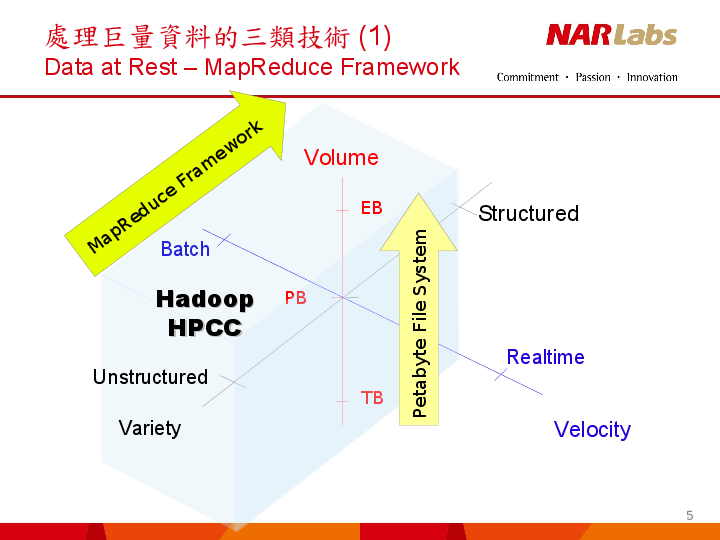 處理巨量資料的三類技術 (1)
Data at Rest – MapReduce Framework
NARLabs
Commitment · Passion · Innovation
MapReduce Framework
Volume
EB
Structured
Batch
Petabyte File System
Hadoop
HPCC
PB
Realtime
Unstructured
TB
Variety
Velocity
5